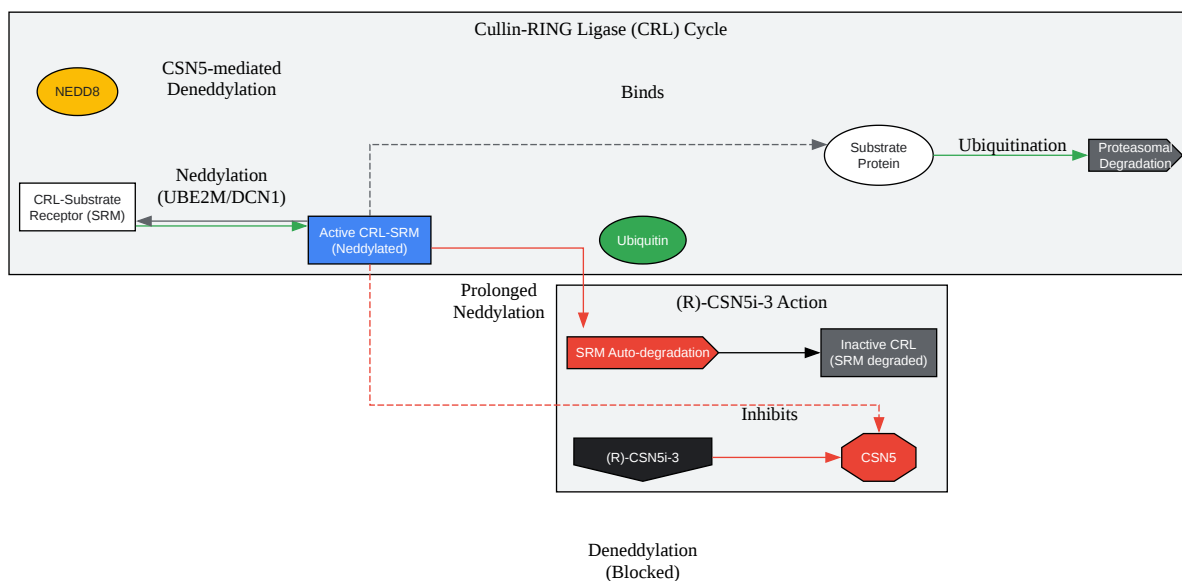 Cullin-RING Ligase (CRL) Cycle
CSN5-mediated
Deneddylation
NEDD8
Binds
Substrate
Protein
Ubiquitination
Proteasomal
Degradation
Neddylation
(UBE2M/DCN1)
CRL-Substrate
Receptor (SRM)
Active CRL-SRM
(Neddylated)
Ubiquitin
Prolonged
Neddylation
(R)-CSN5i-3 Action
SRM Auto-degradation
Inactive CRL
(SRM degraded)
Inhibits
(R)-CSN5i-3
CSN5
Deneddylation
(Blocked)